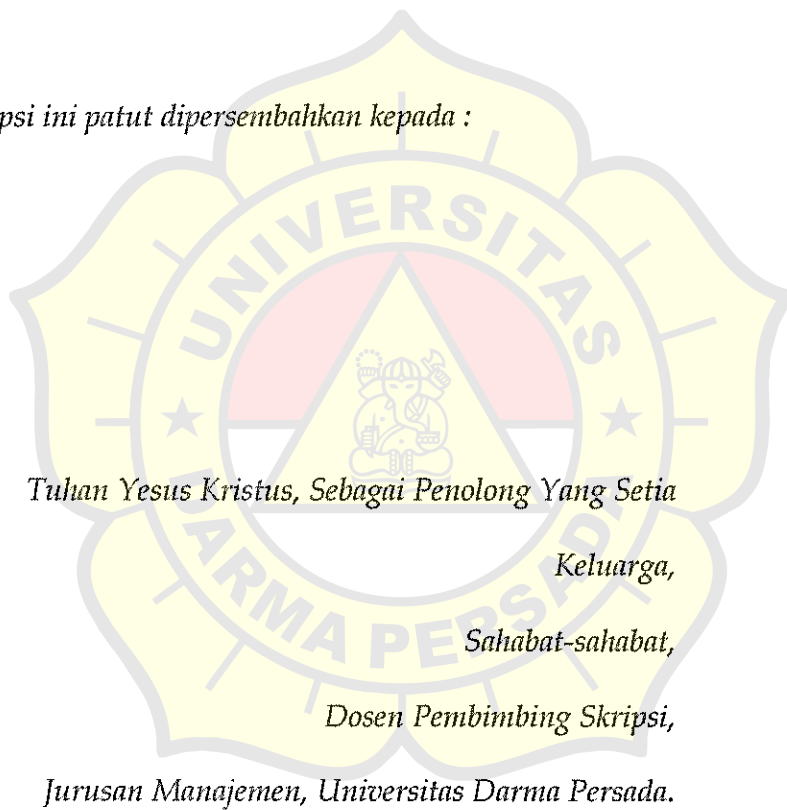 psi ini patut dipersembahkan kepada :
UNIVERSITAS
Tuhan Yesus Kristus, Sebagai Penolong Yang Setia
Keluarga,
DARMA PERSADA
Sahabat-sahabat,
Dosen Pembimbing Skripsi,
Jurusan Manajemen, Universitas Darma Persada.